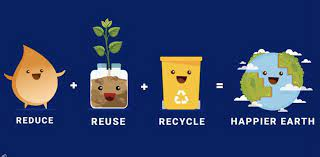 + + =
REDUCE REUSE RECYCLE HAPPIER EARTH